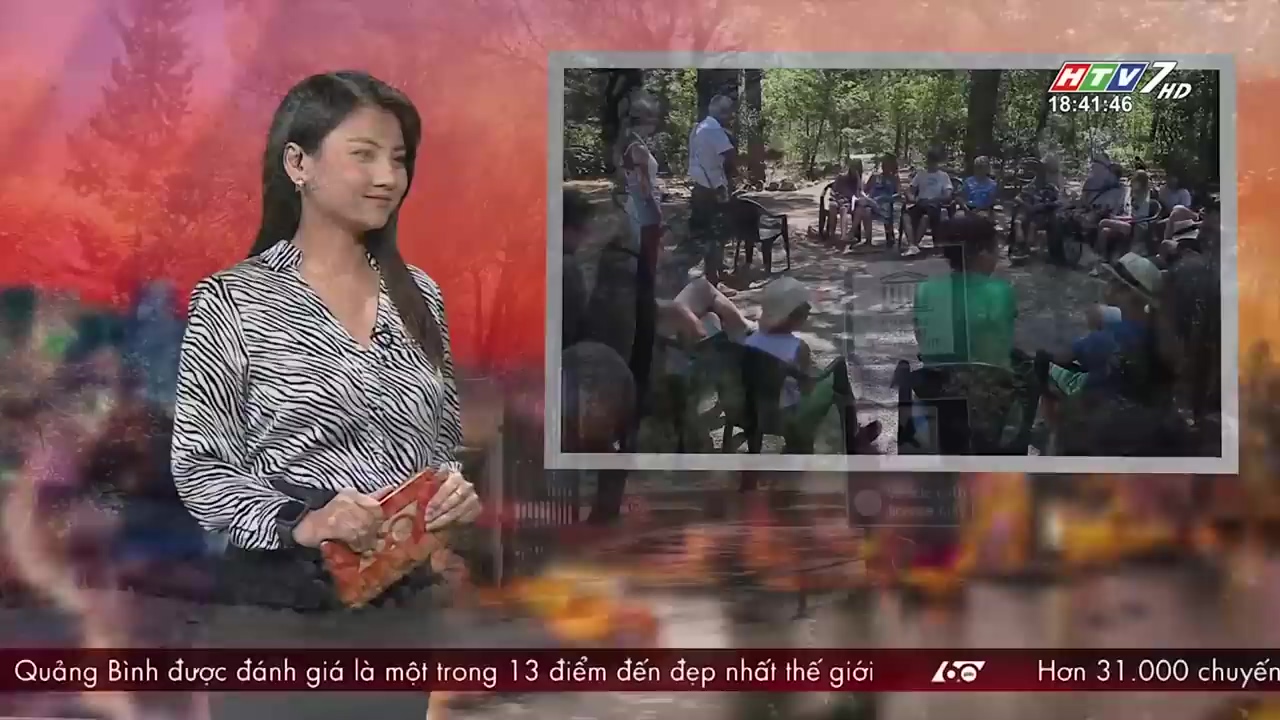 HTV7 HD
18:41:46
Quảng Bình được đánh giá là một trong 13 điểm đến đẹp nhất thế giới
60
Hơn 31.000 chuyến